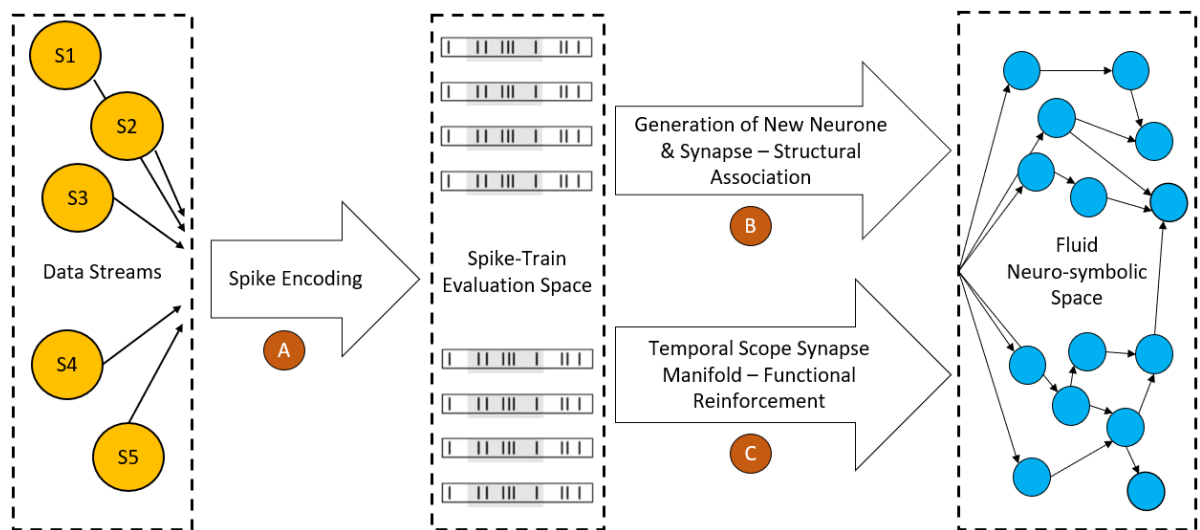 S1
S2
S3
Data Streams
S4
S5
Spike Encoding
A
Spike-Train
Evaluation Space
Generation of New Neurone
& Synapse – Structural
Association
B
Temporal Scope Synapse
Manifold – Functional
Reinforcement
C
Fluid
Neuro-symbolic
Space